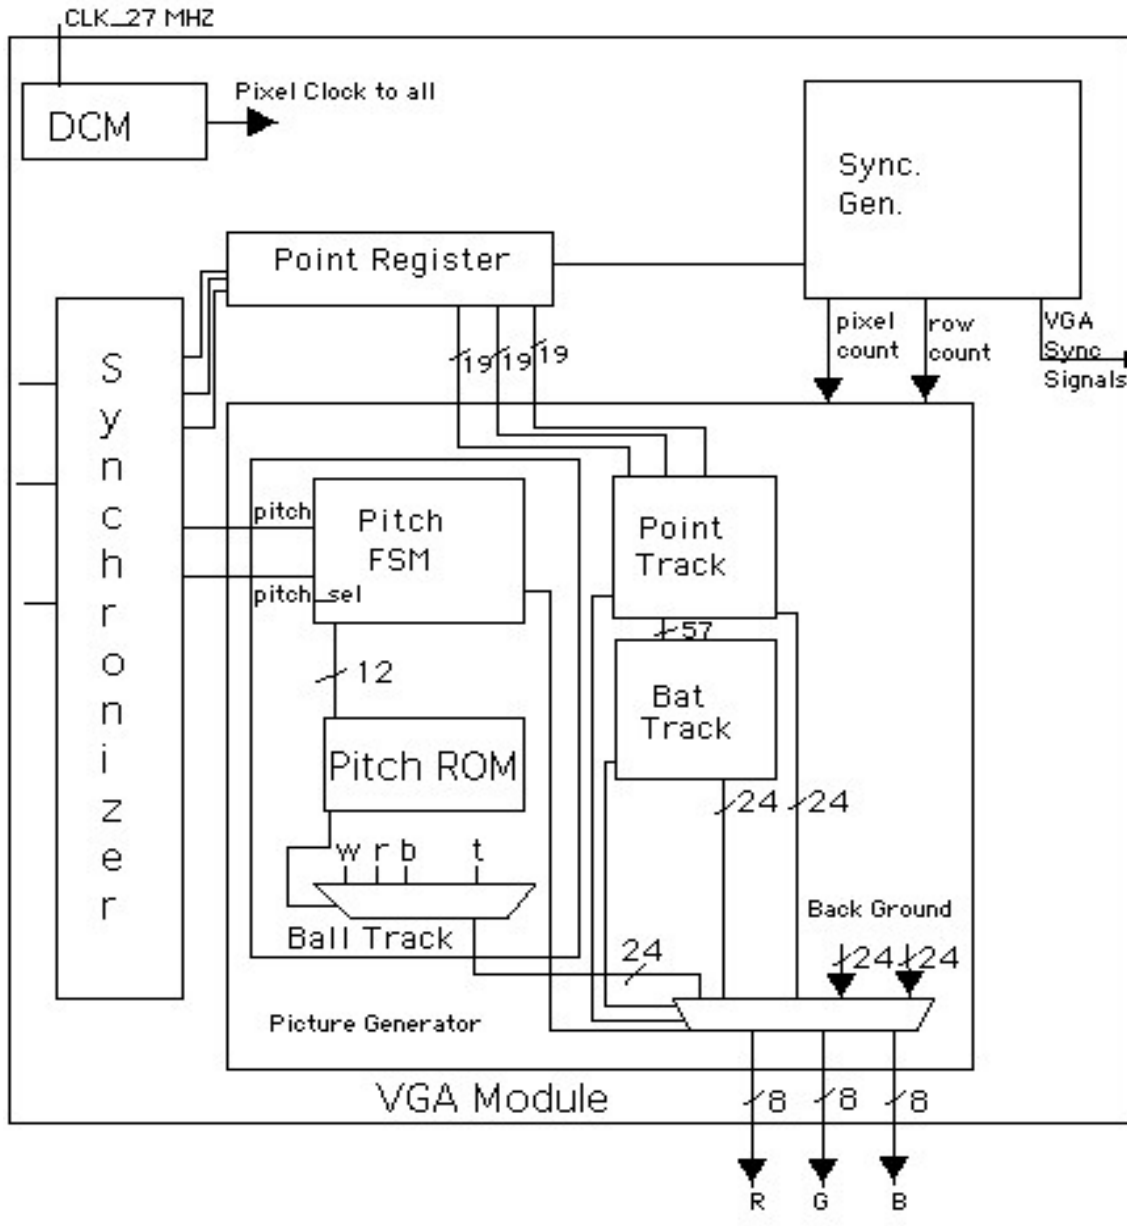 CLK_27 MHZ
DCM
Pixel Clock to all
Sync.
Gen.
Point Register
pixel
count
row
count
VGA
Sync
Signals
19
19
19
Synchronizer
pitch
pitch_sel
Pitch
FSM
Point
Track
57
12
Bat
Track
Pitch ROM
24
24
w r b t
Back Ground
Ball Track
24
24
24
Picture Generator
VGA Module
8
8
8
R
G
B